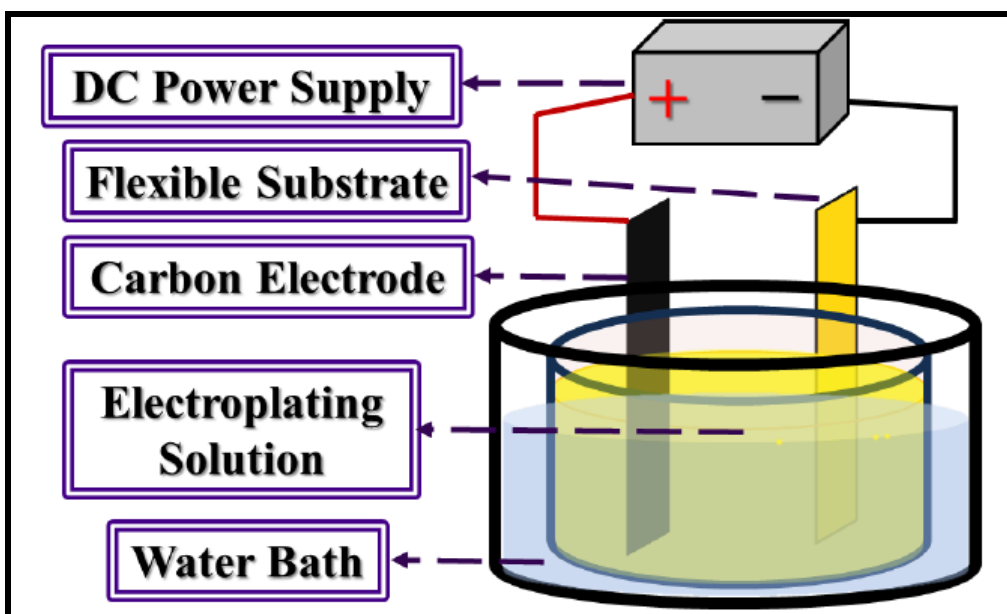 DC Power Supply
+ −
Flexible Substrate
Carbon Electrode
Electroplating
Solution
Water Bath